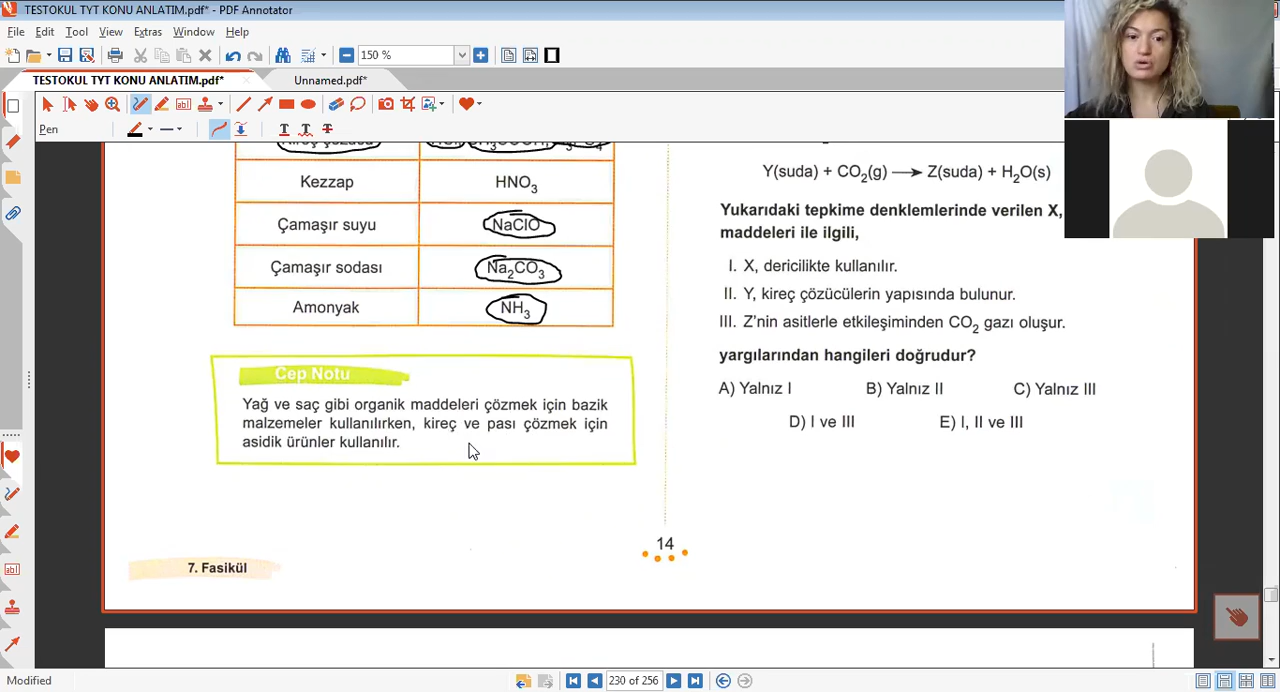 TESTOKUL TYT KONU ANLATIM.pdf* - PDF Annotator
File Edit Tool View Extras Window Help
150 %
TESTOKUL TYT KONU ANLATIM.pdf* Unnamed.pdf*
Pen
Kezzap HNO3
Çamaşır suyu NaClO
Çamaşır sodası Na2CO3
Amonyak NH3
Cep Notu
Yağ ve saç gibi organik maddeleri çözmek için bazik
malzemeler kullanılırken, kireç ve pası çözmek için
asidik ürünler kullanılır.
7. Fasikül
14
Y(suda) + CO2(g) → Z(suda) + H2O(s)
Yukarıdaki tepkime denklemlerinde verilen X,
maddeleri ile ilgili,
I. X, dericilikte kullanılır.
II. Y, kireç çözücülerin yapısında bulunur.
III. Z'nin asitlerle etkileşiminden CO2 gazı oluşur.
yargılarından hangileri doğrudur?
A) Yalnız I B) Yalnız II C) Yalnız III
D) I ve III E) I, II ve III
Modified 230 of 256